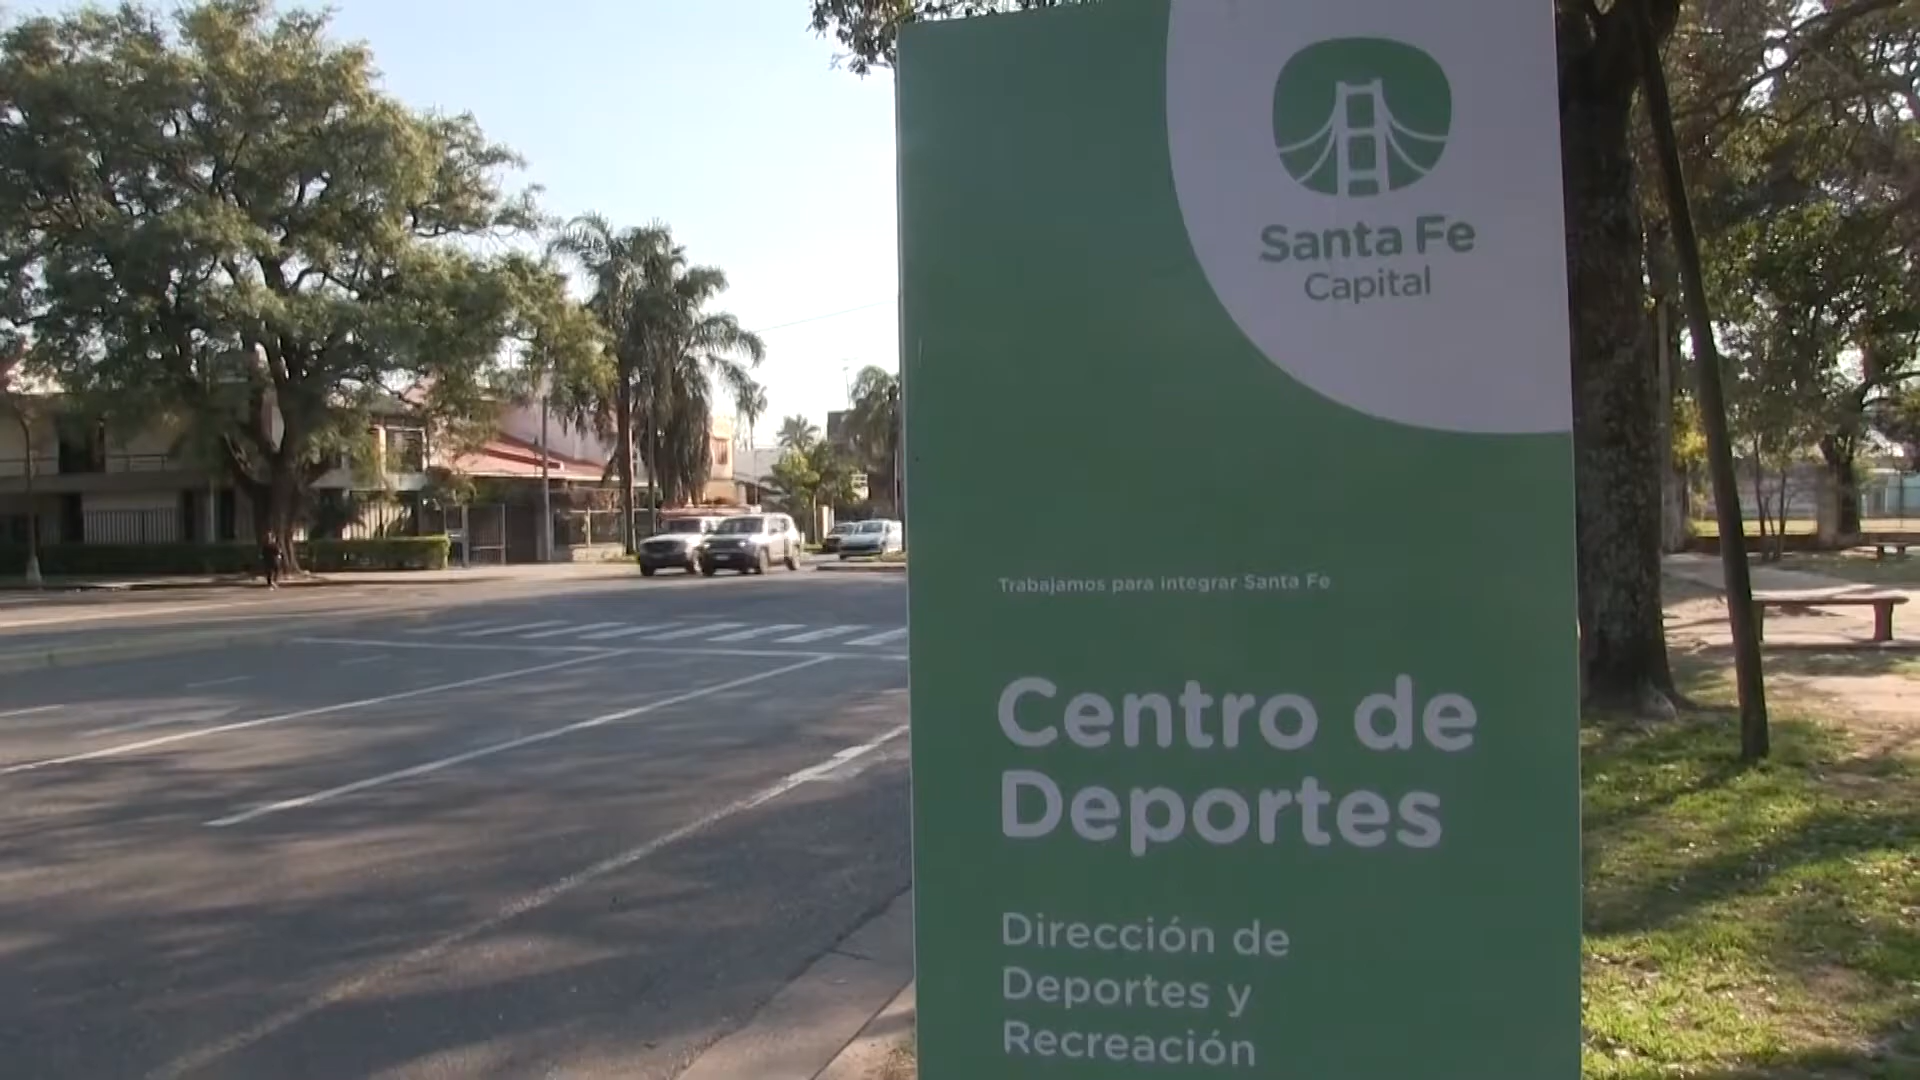 Santa Fe
Capital
Trabajamos para integrar Santa Fe
Centro de
Deportes
Dirección de
Deportes y
Recreación